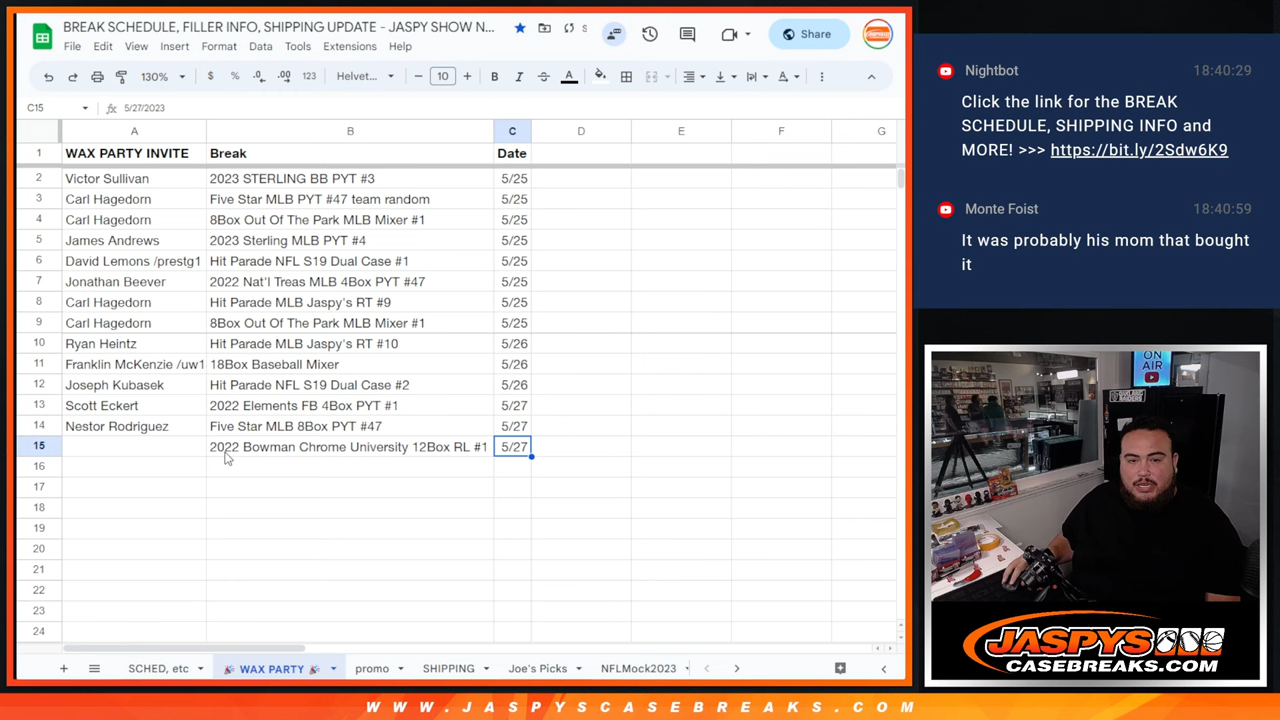 BREAK SCHEDULE, FILLER INFO, SHIPPING UPDATE - JASPY SHOW N...
Share
File Edit View Insert Format Data Tools Extensions Help
130% $ % .0 .00 123 Helvet... 10 B I A
C15 5/27/2023
A B C D E F G
1 WAX PARTY INVITE Break Date
2 Victor Sullivan 2023 STERLING BB PYT #3 5/25
3 Carl Hagedorn Five Star MLB PYT #47 team random 5/25
4 Carl Hagedorn 8Box Out Of The Park MLB Mixer #1 5/25
5 James Andrews 2023 Sterling MLB PYT #4 5/25
6 David Lemons /prestg1 Hit Parade NFL S19 Dual Case #1 5/25
7 Jonathan Beever 2022 Nat'l Treas MLB 4Box PYT #47 5/25
8 Carl Hagedorn Hit Parade MLB Jaspy's RT #9 5/25
9 Carl Hagedorn 8Box Out Of The Park MLB Mixer #1 5/25
10 Ryan Heintz Hit Parade MLB Jaspy's RT #10 5/26
11 Franklin McKenzie /uw1 18Box Baseball Mixer 5/26
12 Joseph Kubasek Hit Parade NFL S19 Dual Case #2 5/26
13 Scott Eckert 2022 Elements FB 4Box PYT #1 5/27
14 Nestor Rodriguez Five Star MLB 8Box PYT #47 5/27
15 2022 Bowman Chrome University 12Box RL #1 5/27
16
17
18
19
20
21
22
23
24
SCHED, etc WAX PARTY promo SHIPPING Joe's Picks NFLMock2023
Nightbot 18:40:29
Click the link for the BREAK
SCHEDULE, SHIPPING INFO and
MORE! >>> https://bit.ly/2Sdw6K9
Monte Foist 18:40:59
It was probably his mom that bought
it
ON
AIR
JASPYS
CASEBREAKS.COM
WWW.JASPYSCASEBREAKS.COM